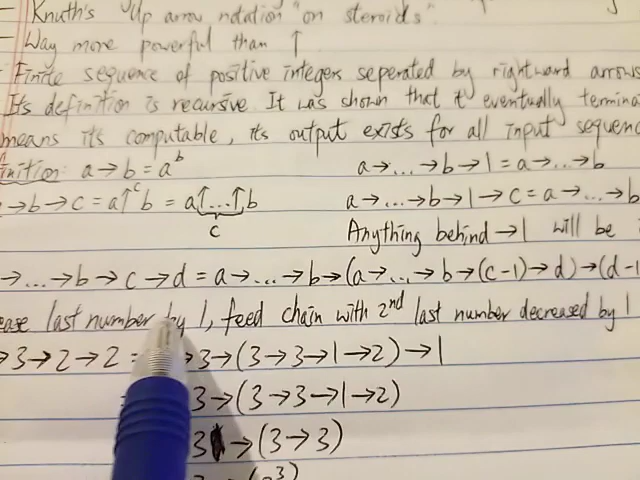 - Knuth's "Up arrow notation" on steroids"
- Way more powerful than ↑
- Finite sequence of positive integers seperated by rightward arrows
Its definition is recursive. It was shown that it eventually termina
means its computable, its output exists for all input sequenc
inition: a→b = a^b
a→...→b→1 = a→...→b
→b→c = a↑^c b = a↑...↑b
c
a→...→b→1→c = a→...→b
Anything behind →1 will be
→...→b→c→d = a→...→b→(a→...→b→(c-1)→d)→(d-1
ease last number by 1, feed chain with 2nd last number decreased by 1
→3→2→2 = →3→(3→3→1→2)→1
3→(3→3→1→2)
3→(3→3)